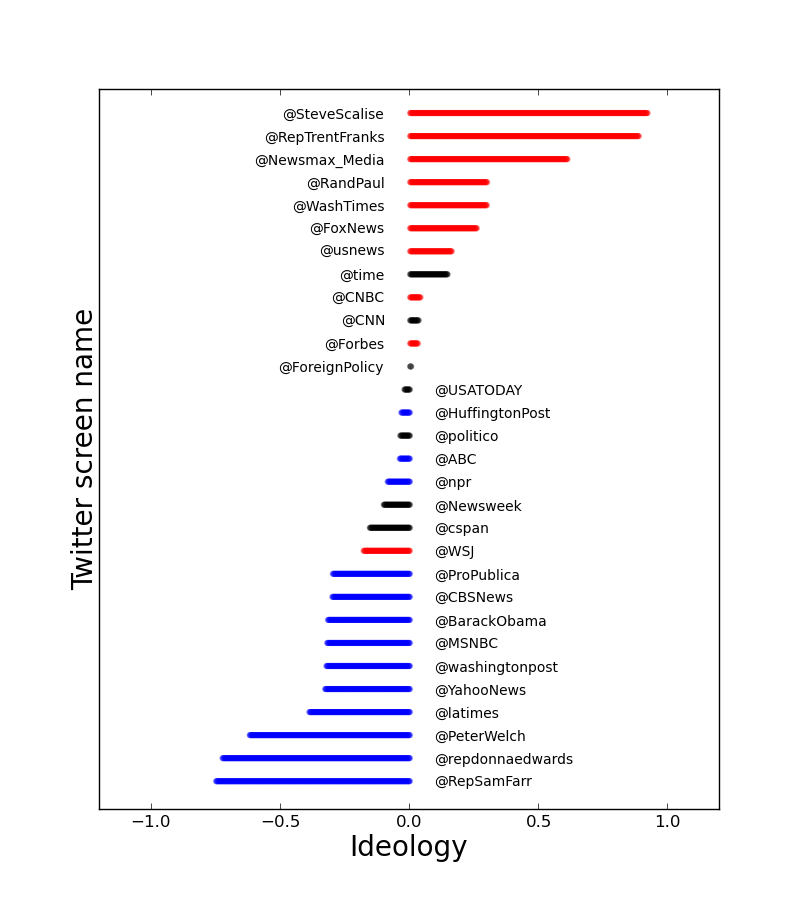 @SteveScalise
@RepTrentFranks
@Newsmax_Media
@RandPaul
@WashTimes
@FoxNews
@usnews
@time
@CNBC
@CNN
@Forbes
@ForeignPolicy
@USATODAY
@HuffingtonPost
@politico
@ABC
@npr
@Newsweek
@cspan
@WSJ
@ProPublica
@CBSNews
@BarackObama
@MSNBC
@washingtonpost
@YahooNews
@latimes
@PeterWelch
@repdonnaedwards
@RepSamFarr
Twitter screen name
−1.0 −0.5 0.0 0.5 1.0
Ideology